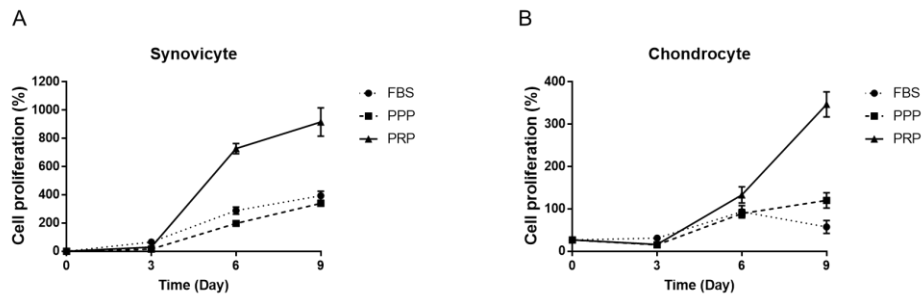 A
Synovicyte
Cell proliferation (%)
1200
1000
800
600
400
200
0
0 3 6 9
Time (Day)
FBS
PPP
PRP
B
Chondrocyte
Cell proliferation (%)
400
300
200
100
0
0 3 6 9
Time (Day)
FBS
PPP
PRP